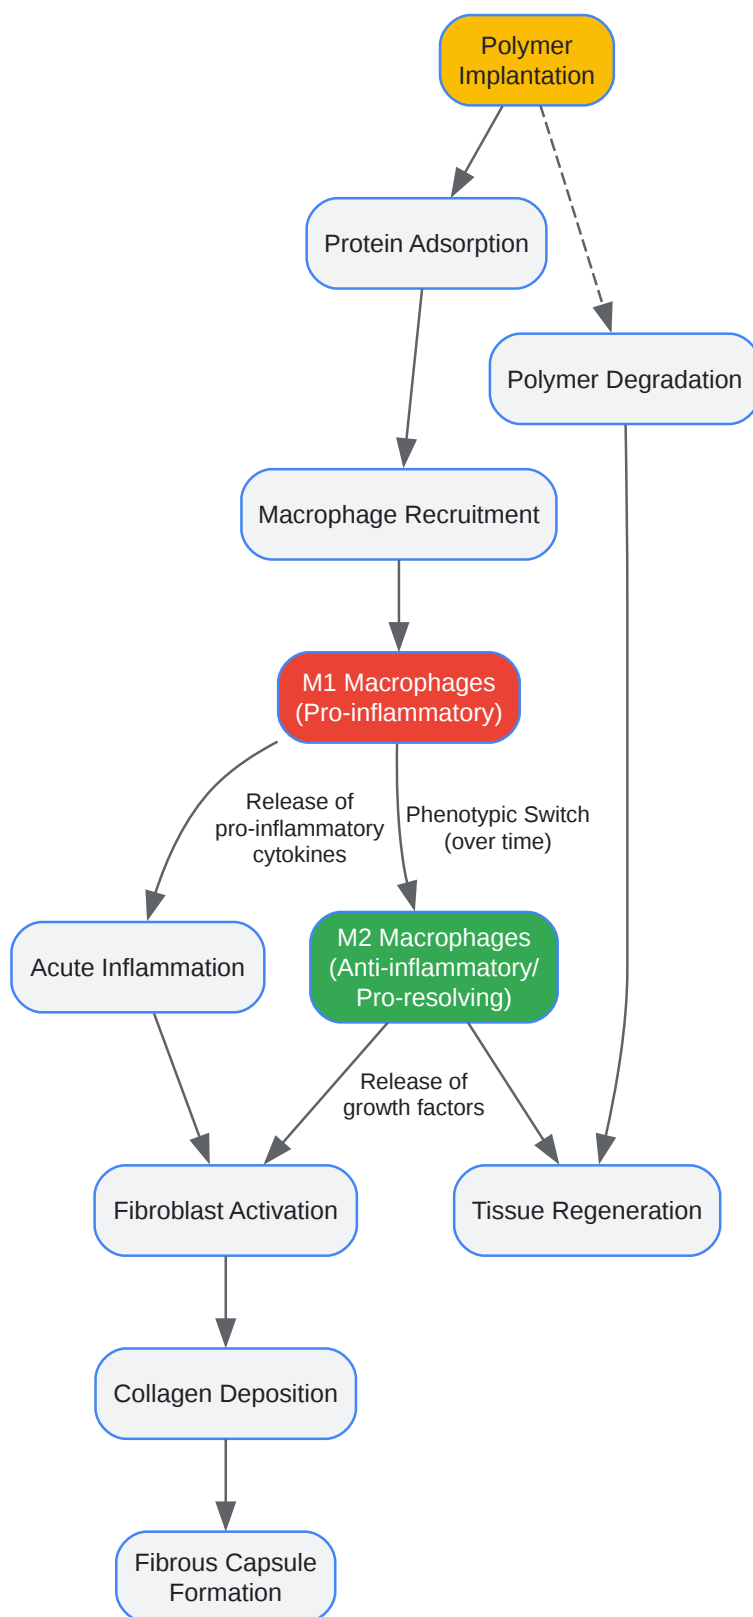 Polymer
Implantation
Protein Adsorption
Polymer Degradation
Macrophage Recruitment
M1 Macrophages
(Pro-inflammatory)
Release of
pro-inflammatory
cytokines
Phenotypic Switch
(over time)
Acute Inflammation
M2 Macrophages
(Anti-inflammatory/
Pro-resolving)
Release of
growth factors
Fibroblast Activation
Tissue Regeneration
Collagen Deposition
Fibrous Capsule
Formation